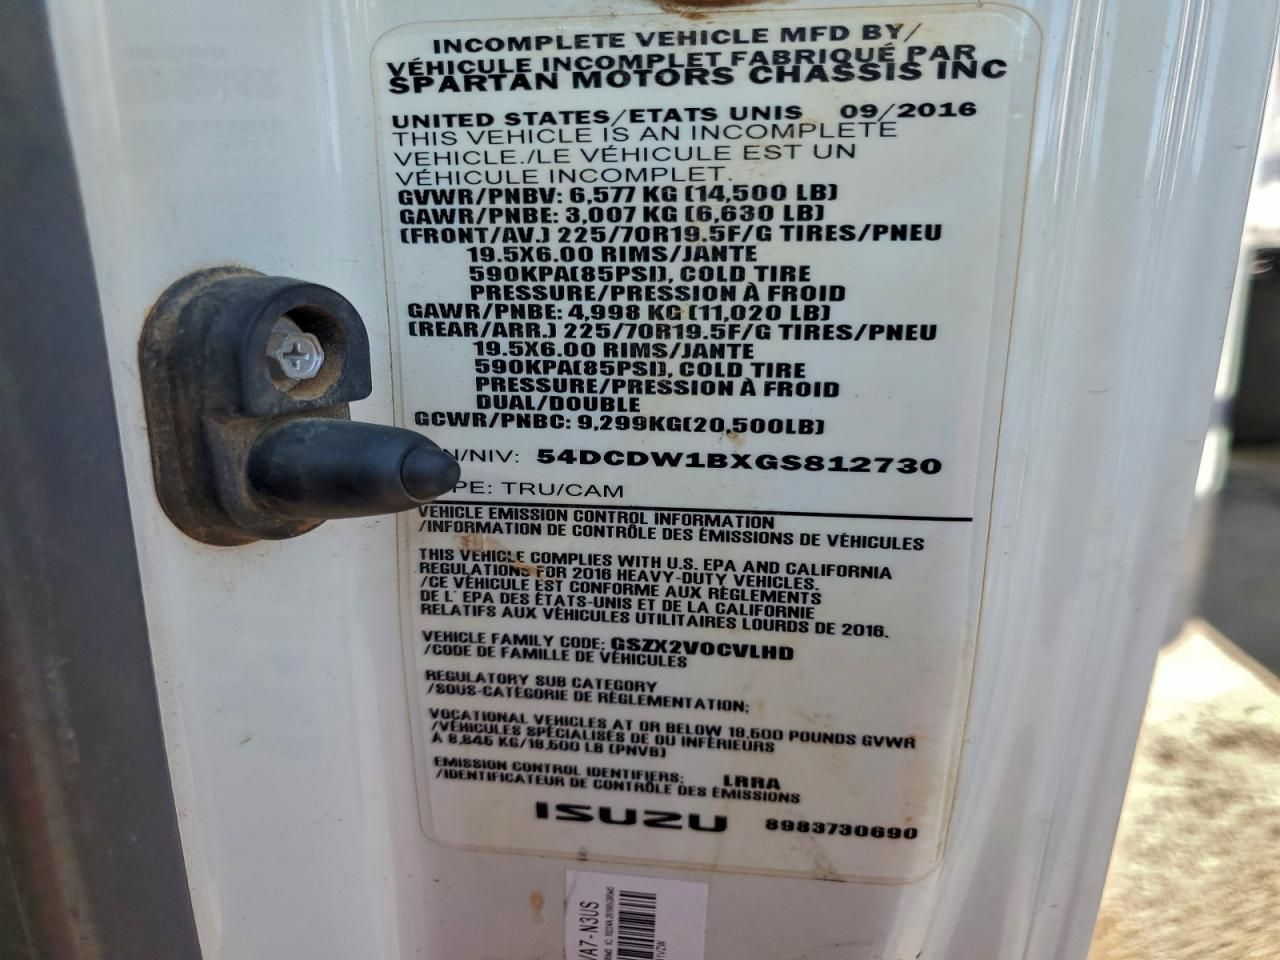 INCOMPLETE VEHICLE MFD BY/
VÉHICULE INCOMPLET FABRIQUÉ PAR
SPARTAN MOTORS CHASSIS INC
UNITED STATES/ETATS UNIS 09/2016
THIS VEHICLE IS AN INCOMPLETE
VEHICLE./LE VÉHICULE EST UN
VÉHICULE INCOMPLET.
GVWR/PNBV: 6,577 KG (14,500 LB)
GAWR/PNBE: 3,007 KG (6,630 LB)
(FRONT/AV.) 225/70R19.5F/G TIRES/PNEU
19.5X6.00 RIMS/JANTE
590KPA(85PSI), COLD TIRE
PRESSURE/PRESSION À FROID
GAWR/PNBE: 4,998 KG (11,020 LB)
(REAR/ARR.) 225/70R19.5F/G TIRES/PNEU
19.5X6.00 RIMS/JANTE
590KPA(85PSI), COLD TIRE
PRESSURE/PRESSION À FROID
DUAL/DOUBLE
GCWR/PNBC: 9,299KG(20,500LB)
N/NIV: 54DCDW1BXGS812730
PE: TRU/CAM
VEHICLE EMISSION CONTROL INFORMATION
/INFORMATION DE CONTRÔLE DES ÉMISSIONS DE VÉHICULES
THIS VEHICLE COMPLIES WITH U.S. EPA AND CALIFORNIA
REGULATIONS FOR 2016 HEAVY-DUTY VEHICLES.
/CE VÉHICULE EST CONFORME AUX RÈGLEMENTS
DE L' EPA DES ÉTATS-UNIS ET DE LA CALIFORNIE
RELATIFS AUX VÉHICULES UTILITAIRES LOURDS DE 2016.
VEHICLE FAMILY CODE: GSZX2VOCVLHD
/CODE DE FAMILLE DE VÉHICULES
REGULATORY SUB CATEGORY
/SOUS-CATÉGORIE DE RÉGLEMENTATION:
VOCATIONAL VEHICLES AT OR BELOW 19,500 POUNDS GVWR
/VÉHICULES SPÉCIALISÉS DE OU INFÉRIEURS
À 8,845 KG/19,500 LB (PNVB)
EMISSION CONTROL IDENTIFIERS: LRRA
/IDENTIFICATEUR DE CONTRÔLE DES ÉMISSIONS
ISUZU 8983730690
/A7-N3US